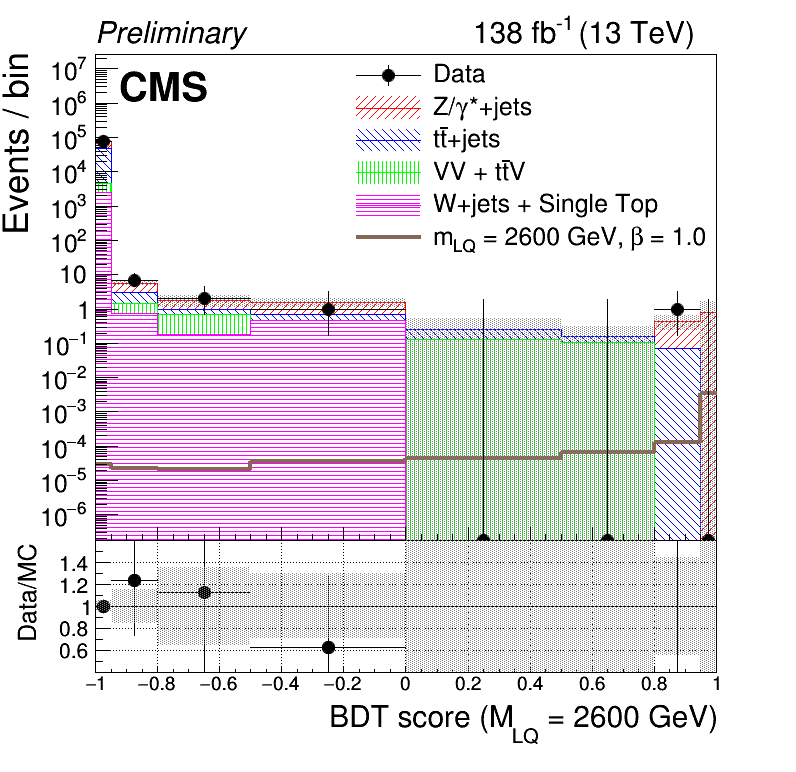 Preliminary 138 fb⁻¹ (13 TeV)
CMS
Events / bin
10⁷
10⁶
10⁵
10⁴
10³
10²
10
1
10⁻¹
10⁻²
10⁻³
10⁻⁴
10⁻⁵
10⁻⁶
Data
Z/γ*+jets
tt̄+jets
VV + tt̄V
W+jets + Single Top
m_LQ = 2600 GeV, β = 1.0
Data/MC
1.4
1.2
1
0.8
0.6
−1 −0.8 −0.6 −0.4 −0.2 0 0.2 0.4 0.6 0.8 1
BDT score (M_LQ = 2600 GeV)